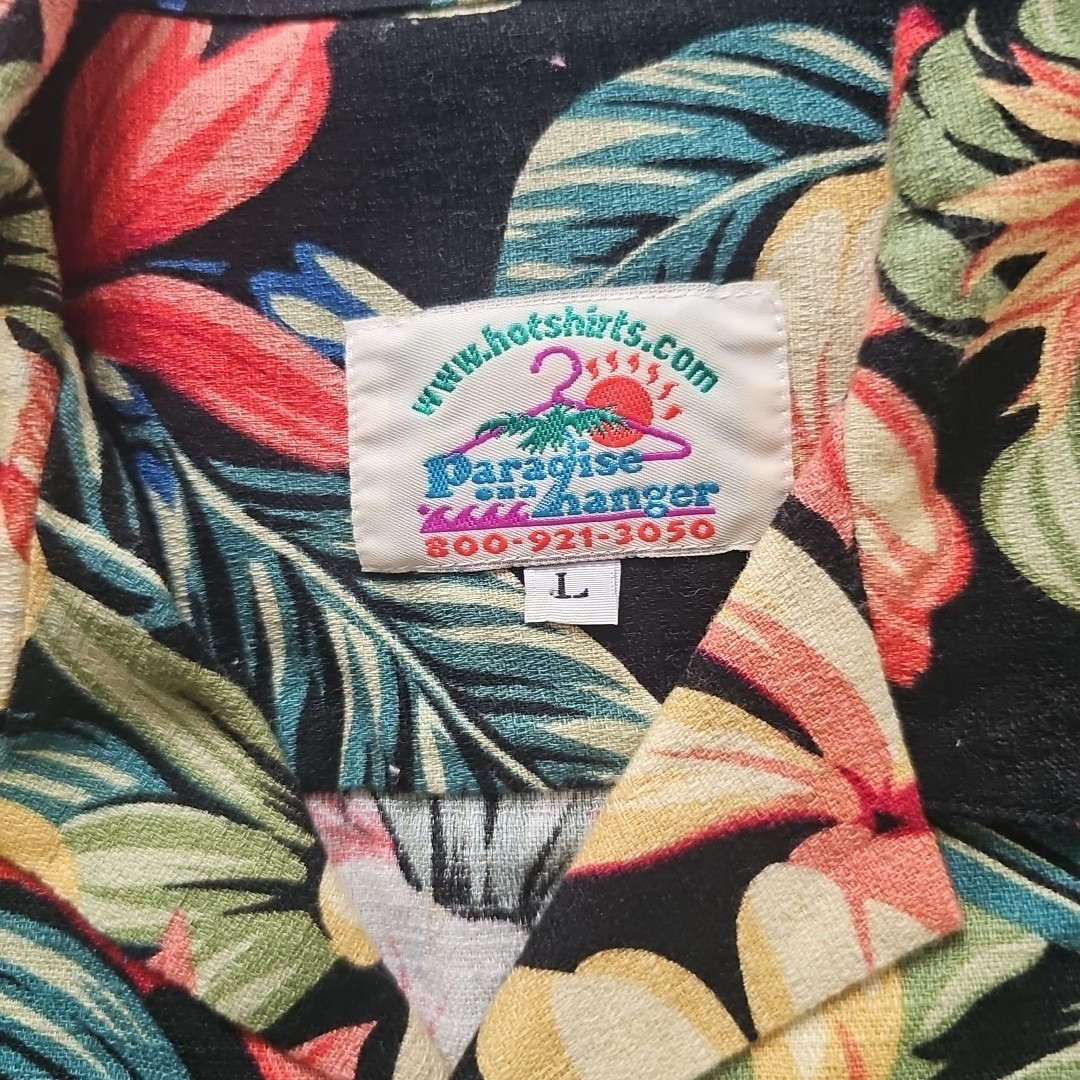 www.hotshirts.com
Paradise
on a
hanger
800-921-3050
L